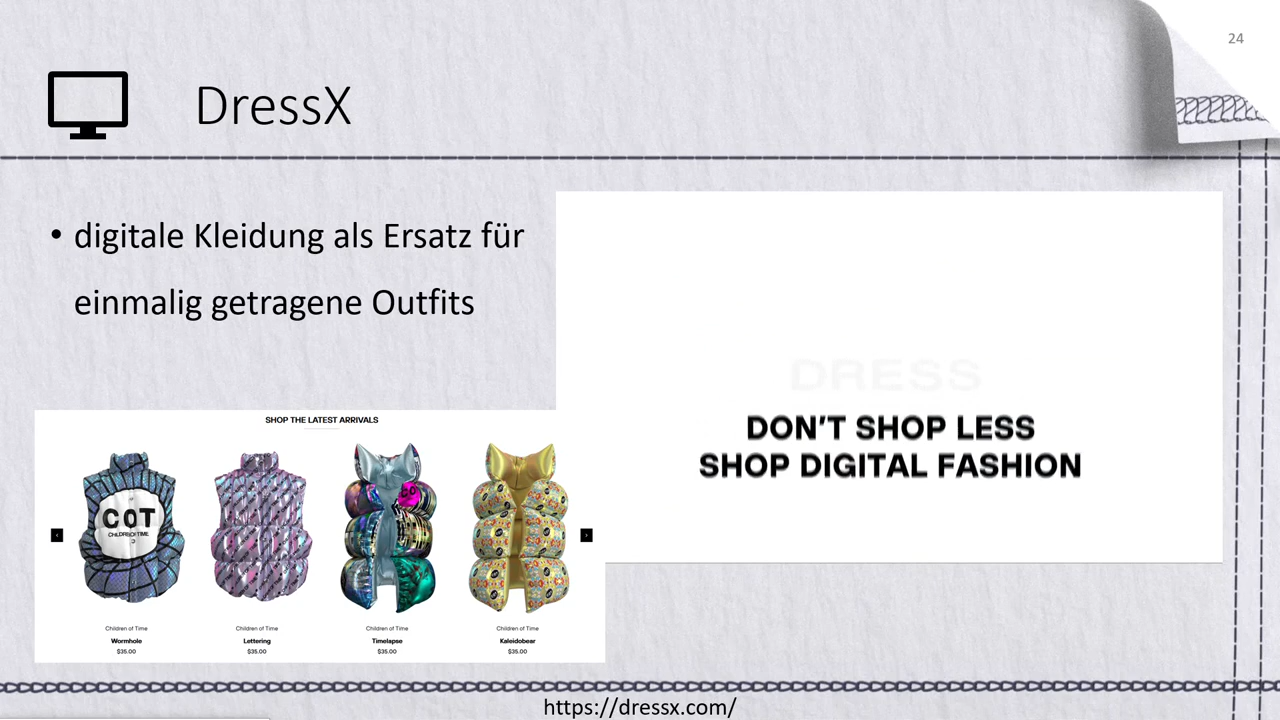 24
DressX
• digitale Kleidung als Ersatz für
einmalig getragene Outfits
DRESS
DON'T SHOP LESS
SHOP DIGITAL FASHION
SHOP THE LATEST ARRIVALS
COT
CHILDREN OF TIME
Children of Time
Wormhole
$35.00
Children of Time
Lettering
$35.00
Children of Time
Timelapse
$35.00
Children of Time
Kaleidobear
$35.00
https://dressx.com/